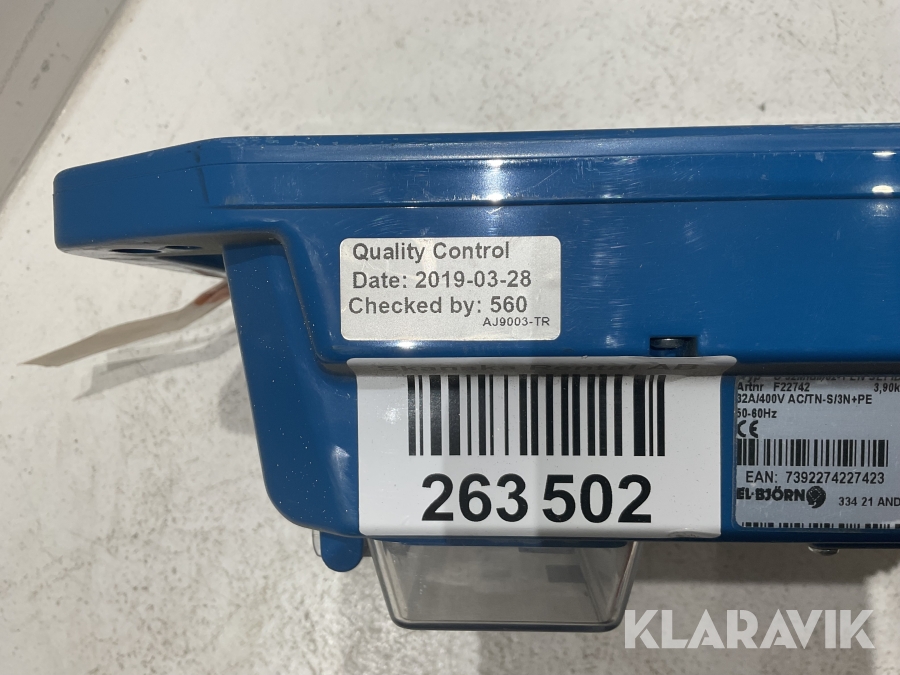 Quality Control
Date: 2019-03-28
Checked by: 560
AJ9003-TR
263 502
Artnr F22742 3,90k
32A/400V AC/TN-S/3N+PE
50-60Hz
CE
EAN: 7392274227423
EL-BJÖRN 334 21 AND
KLARAVIK